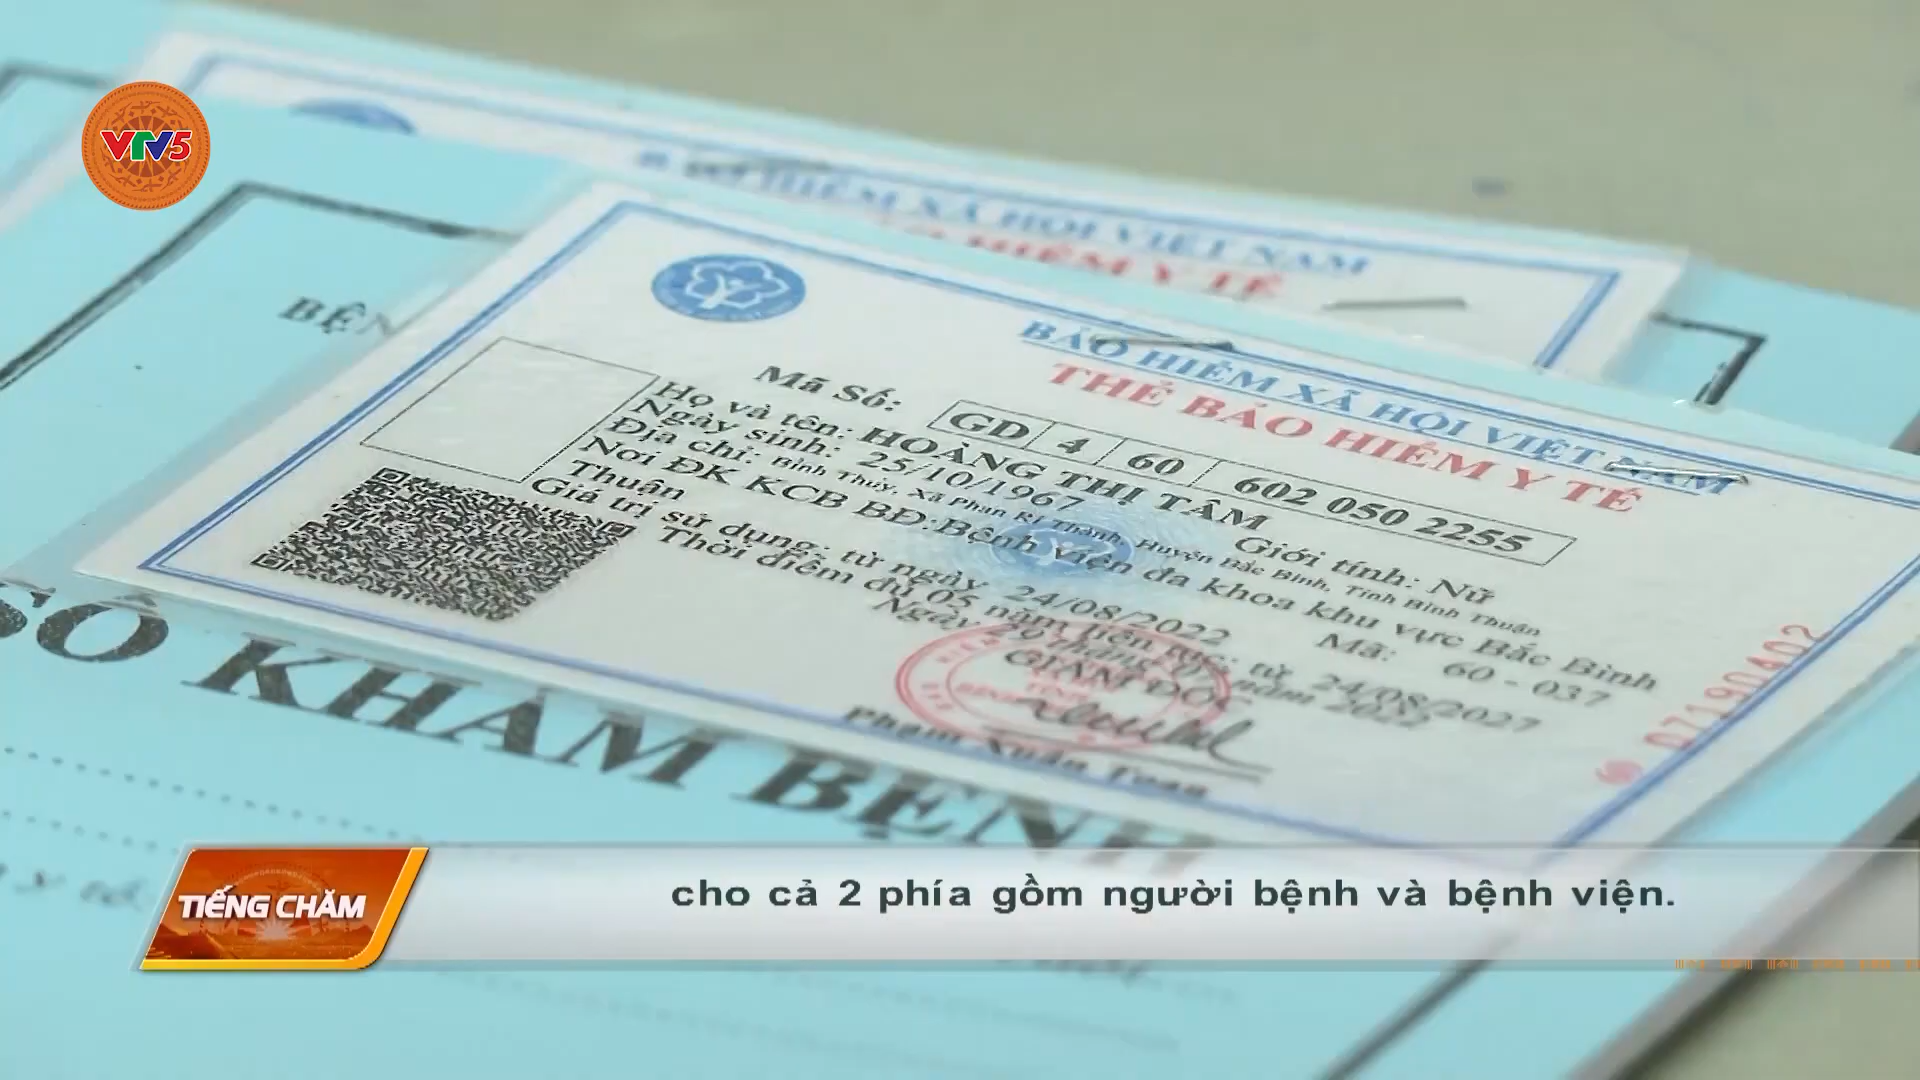 VTV5
BẢO HIỂM XÃ HỘI VIỆT NAM
BẢO HIỂM Y TẾ
BỆN
BẢO HIỂM XÃ HỘI VIỆT NAM
THẺ BẢO HIỂM Y TẾ
Mã Số: GD 4 60 602 050 2255
Họ và tên: HOÀNG THỊ TÂM
Ngày sinh: 25/10/1967 Giới tính: Nữ
Địa chỉ: Bình Thủy, Xã Phan Rí Thành, Huyện Bắc Bình, Tỉnh Bình Thuận
Nơi ĐK KCB BĐ: Bệnh viện đa khoa khu vực Bắc Bình
Thuận Mã: 60 - 037
Giá trị sử dụng: từ ngày 24/08/2022
Thời điểm đủ 05 năm liên tục: từ 24/08/2027
Ngày 29 tháng năm 2022
GIÁM ĐỐC
Phạm Xuân Toàn
07190402
SỔ KHÁM BỆNH
TIẾNG CHĂM
cho cả 2 phía gồm người bệnh và bệnh viện.